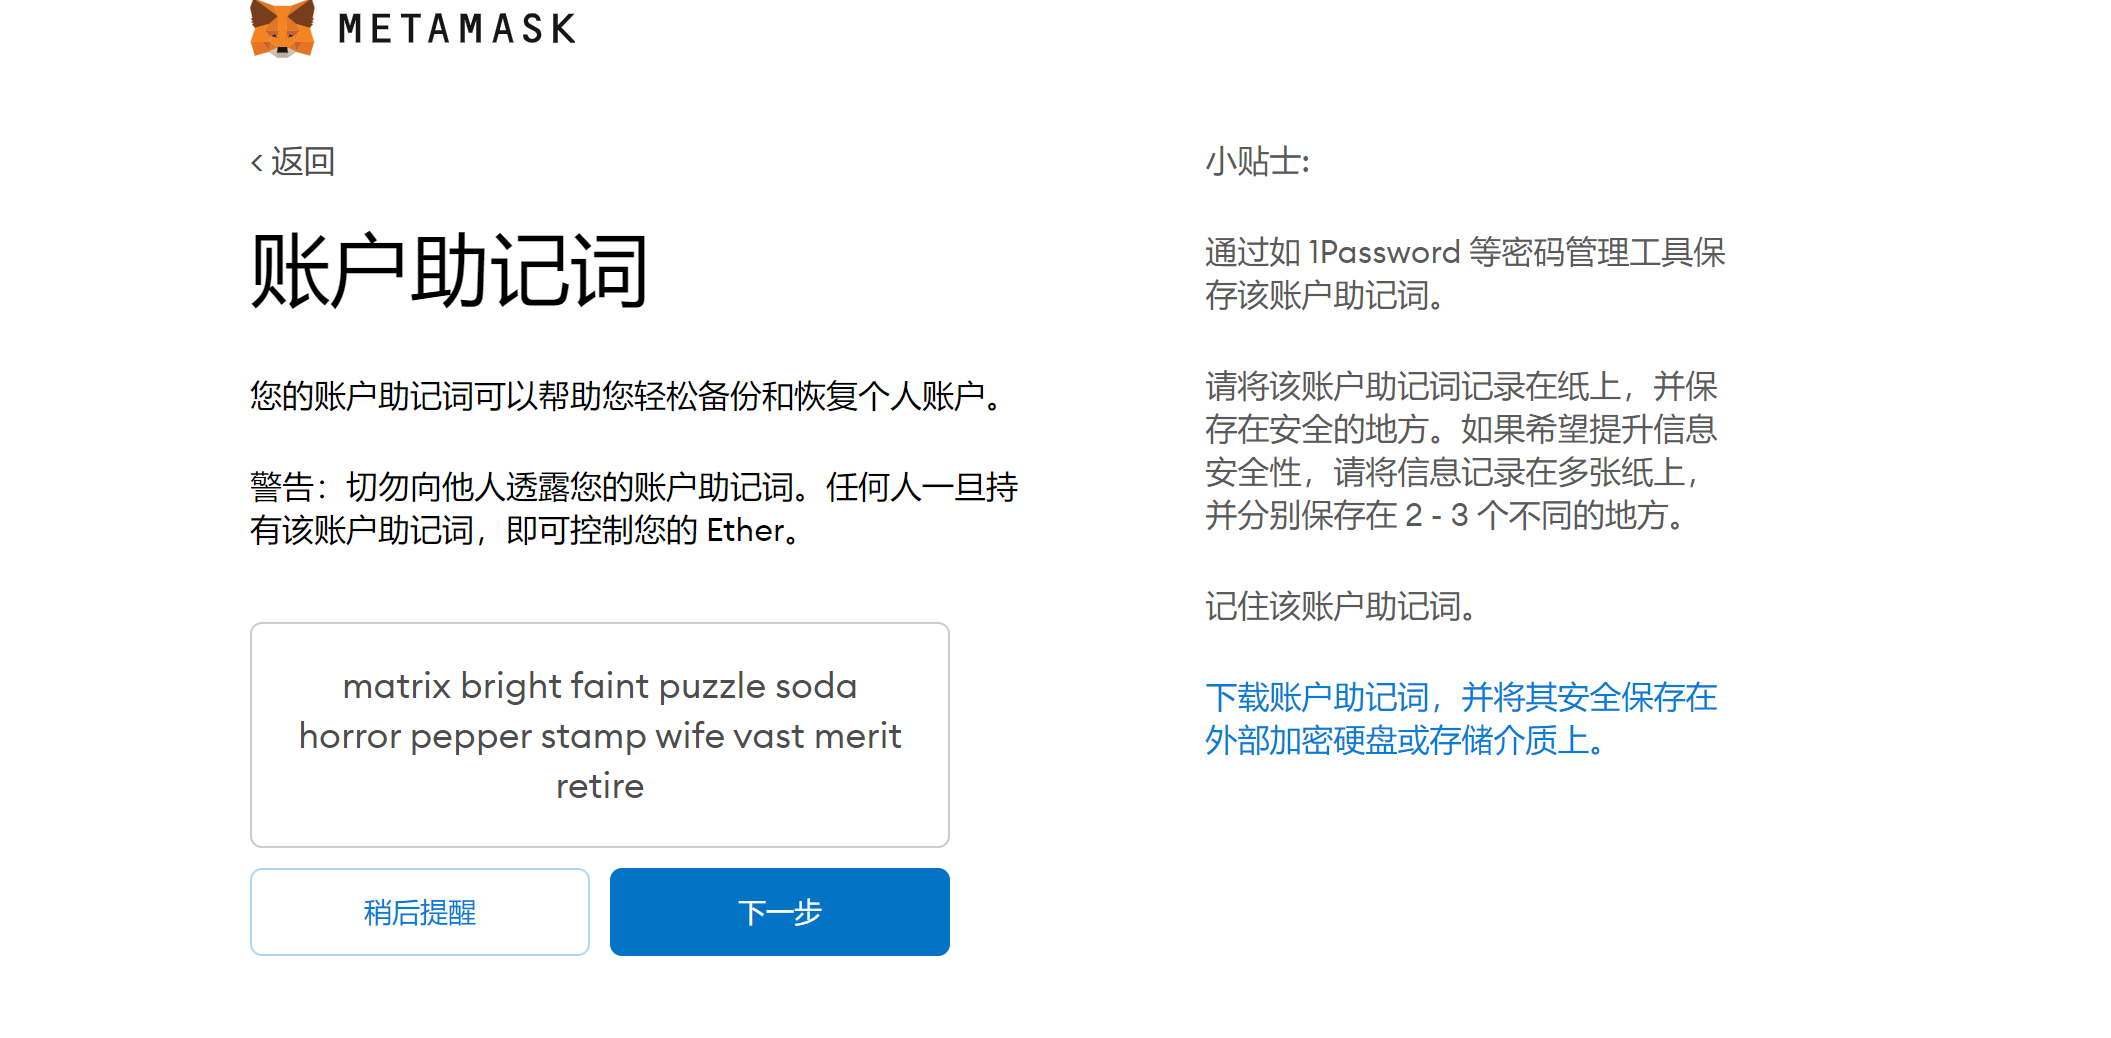 METAMASK
< 返回
账户助记词
您的账户助记词可以帮助您轻松备份和恢复个人账户。
警告：切勿向他人透露您的账户助记词。任何人一旦持
有该账户助记词，即可控制您的 Ether。
matrix bright faint puzzle soda
horror pepper stamp wife vast merit
retire
稍后提醒
下一步
小贴士:
通过如 1Password 等密码管理工具保
存该账户助记词。
请将该账户助记词记录在纸上，并保
存在安全的地方。如果希望提升信息
安全性，请将信息记录在多张纸上，
并分别保存在 2 - 3 个不同的地方。
记住该账户助记词。
下载账户助记词，并将其安全保存在
外部加密硬盘或存储介质上。